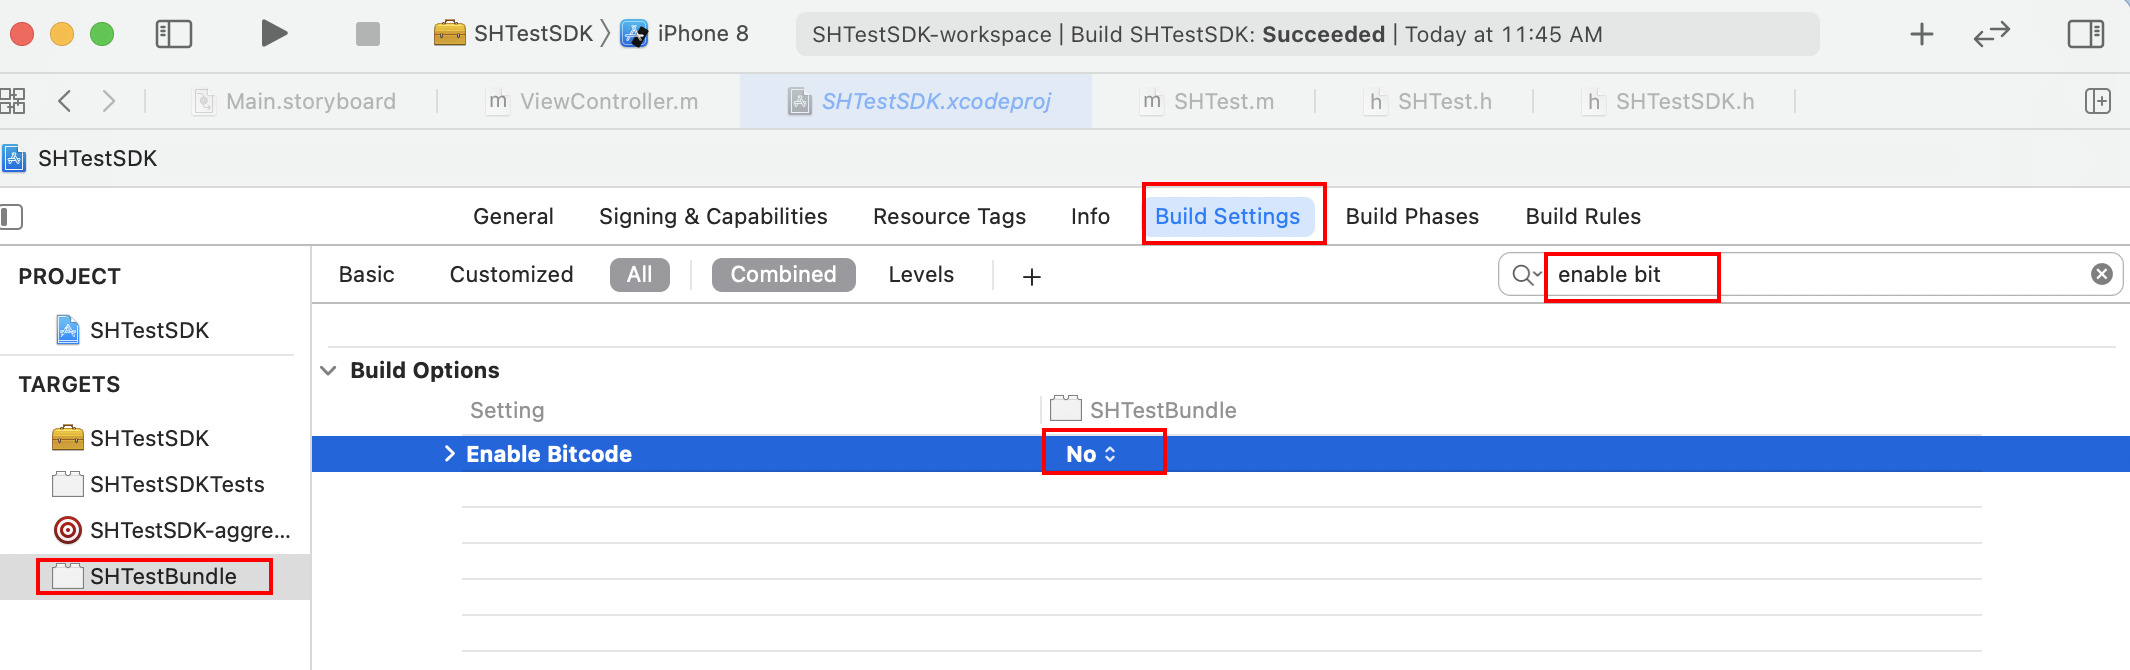 SHTestSDK iPhone 8 SHTestSDK-workspace | Build SHTestSDK: Succeeded | Today at 11:45 AM
Main.storyboard m ViewController.m SHTestSDK.xcodeproj m SHTest.m h SHTest.h h SHTestSDK.h
SHTestSDK
General Signing & Capabilities Resource Tags Info Build Settings Build Phases Build Rules
PROJECT
SHTestSDK
TARGETS
SHTestSDK
SHTestSDKTests
SHTestSDK-aggre...
SHTestBundle
Basic Customized All Combined Levels + enable bit
Build Options
Setting SHTestBundle
Enable Bitcode No